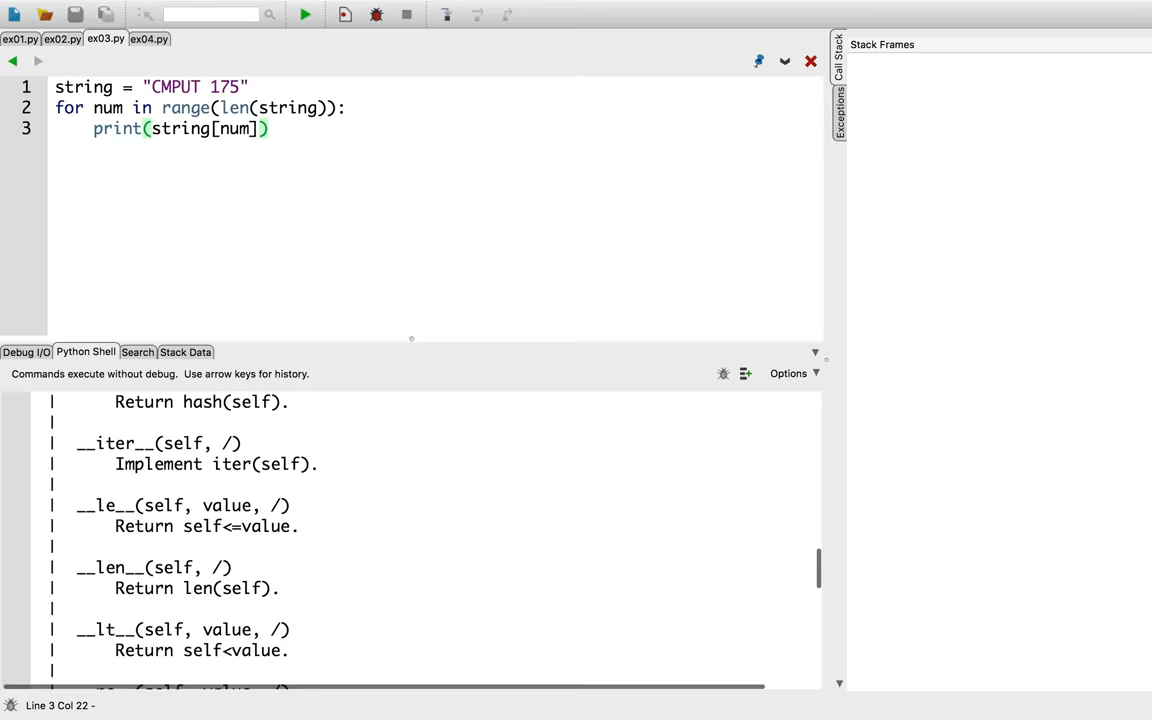 ex01.py ex02.py ex03.py ex04.py
1 string = "CMPUT 175"
2 for num in range(len(string)):
3 print(string[num])
Call Stack
Exceptions
Stack Frames
Debug I/O Python Shell Search Stack Data
Commands execute without debug. Use arrow keys for history.
Options
| Return hash(self).
|
| __iter__(self, /)
| Implement iter(self).
|
| __le__(self, value, /)
| Return self<=value.
|
| __len__(self, /)
| Return len(self).
|
| __lt__(self, value, /)
| Return self<value.
|
Line 3 Col 22 -